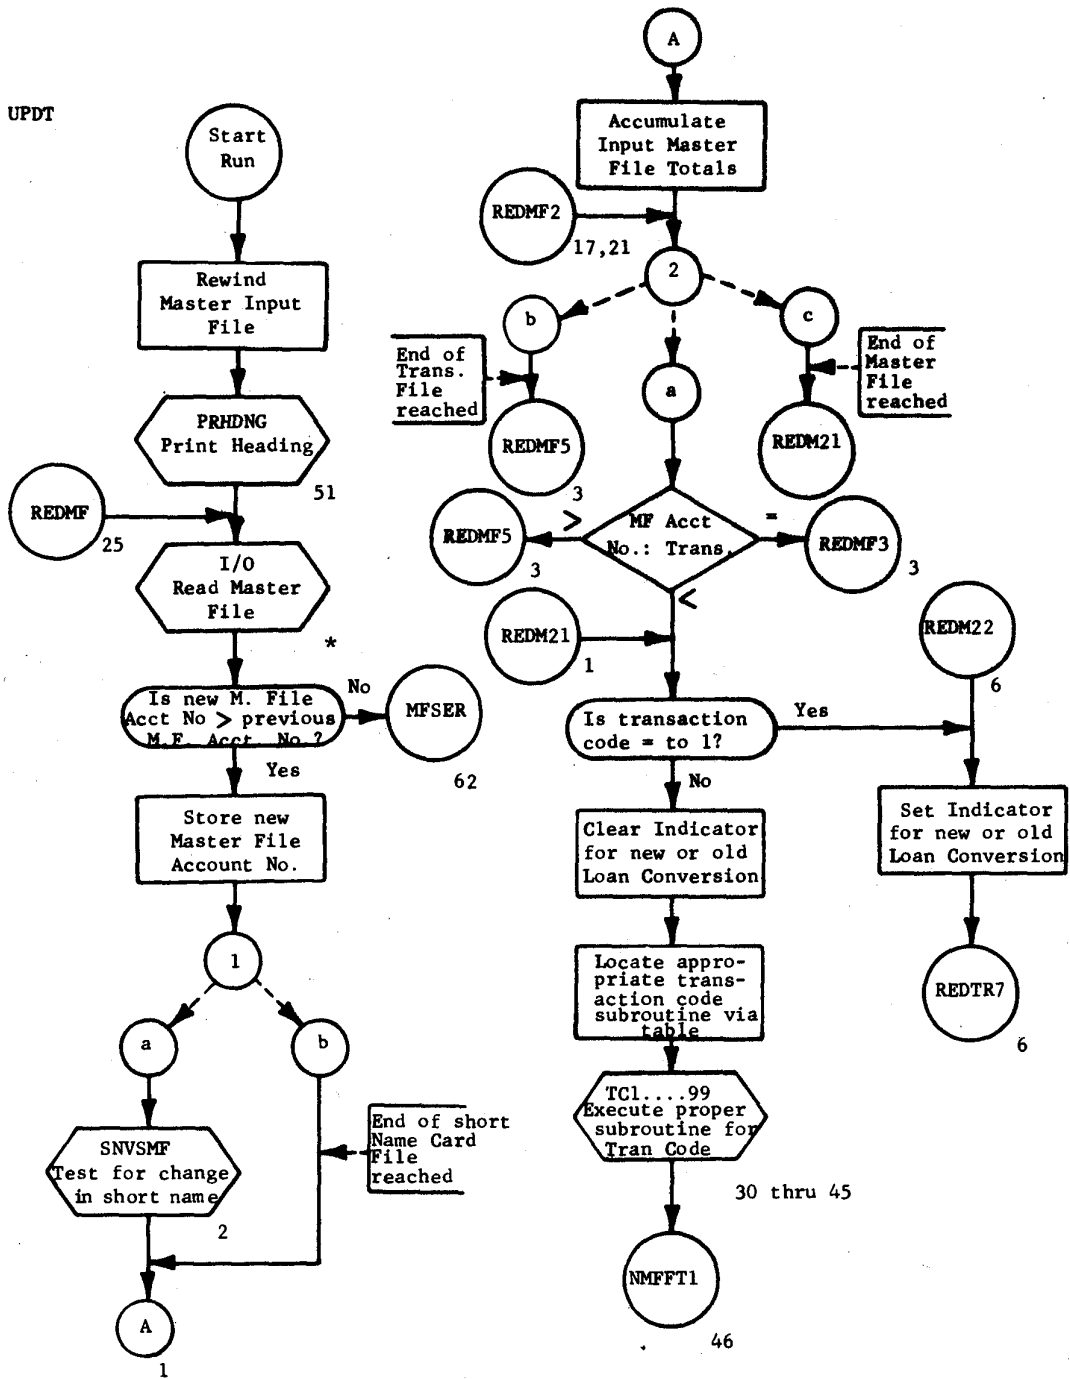 UPDT
Start
Run
Rewind
Master Input
File
PRHDNG
Print Heading
51
REDMF
25
I/O
Read Master
File
*
Is new M. File
Acct No > previous
M.F. Acct. No.?
No
MFSER
62
Yes
Store new
Master File
Account No.
1
a
b
SNVSMF
Test for change
in short name
2
End of short
Name Card
File
reached
A
1
A
Accumulate
Input Master
File Totals
REDMF2
17,21
2
b
c
a
End of
Trans.
File
reached
REDMF5
3
End of
Master
File
reached
REDM21
MF Acct
No.: Trans.
>
REDMF5
3
=
REDMF3
3
<
REDM21
1
REDM22
6
Is transaction
code = to 1?
Yes
No
Clear Indicator
for new or old
Loan Conversion
Set Indicator
for new or old
Loan Conversion
Locate appro-
priate trans-
action code
subroutine via
table
REDTR7
6
TC1....99
Execute proper
subroutine for
Tran Code
30 thru 45
NMFFT1
46